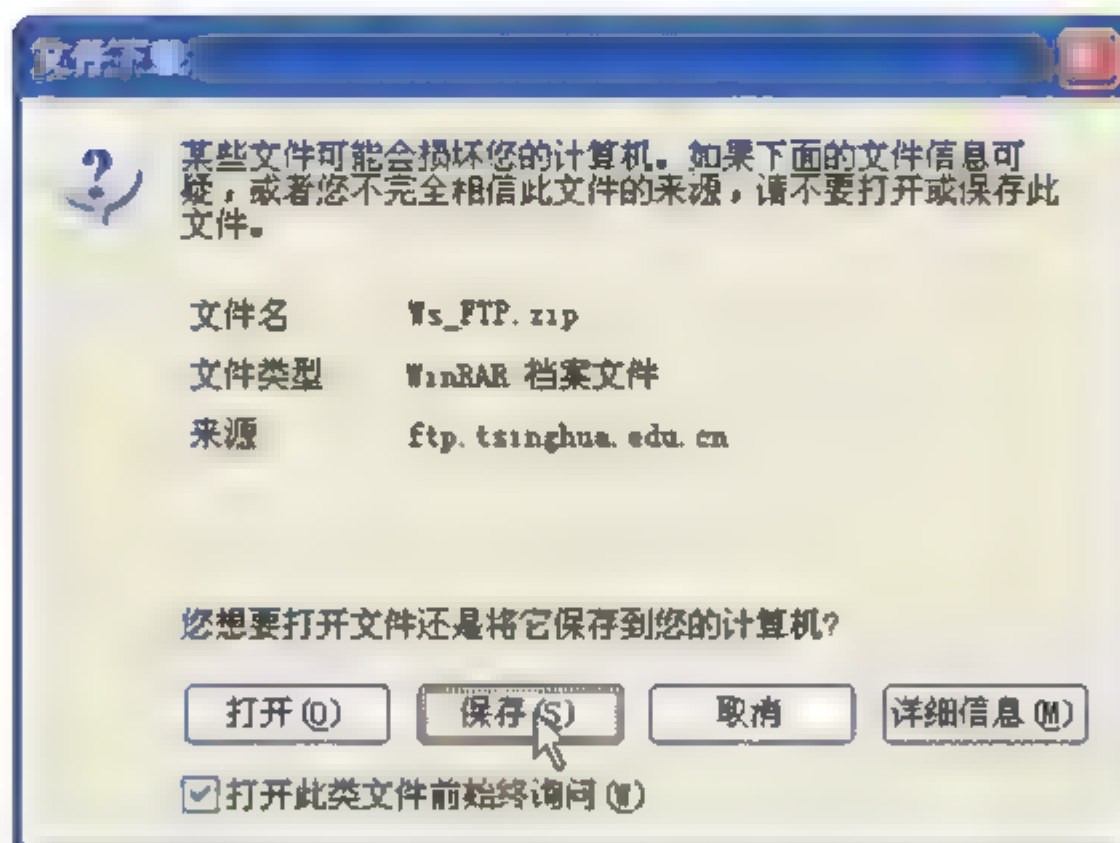 文件下载
某些文件可能会损坏您的计算机。如果下面的文件信息可
疑，或者您不完全相信此文件的来源，请不要打开或保存此
文件。
文件名 Ws_FTP.zip
文件类型 WinRAR 档案文件
来源 ftp.tsinghua.edu.cn
您想要打开文件还是将它保存到您的计算机?
打开(O) 保存(S) 取消 详细信息(M)
打开此类文件前始终询问(W)